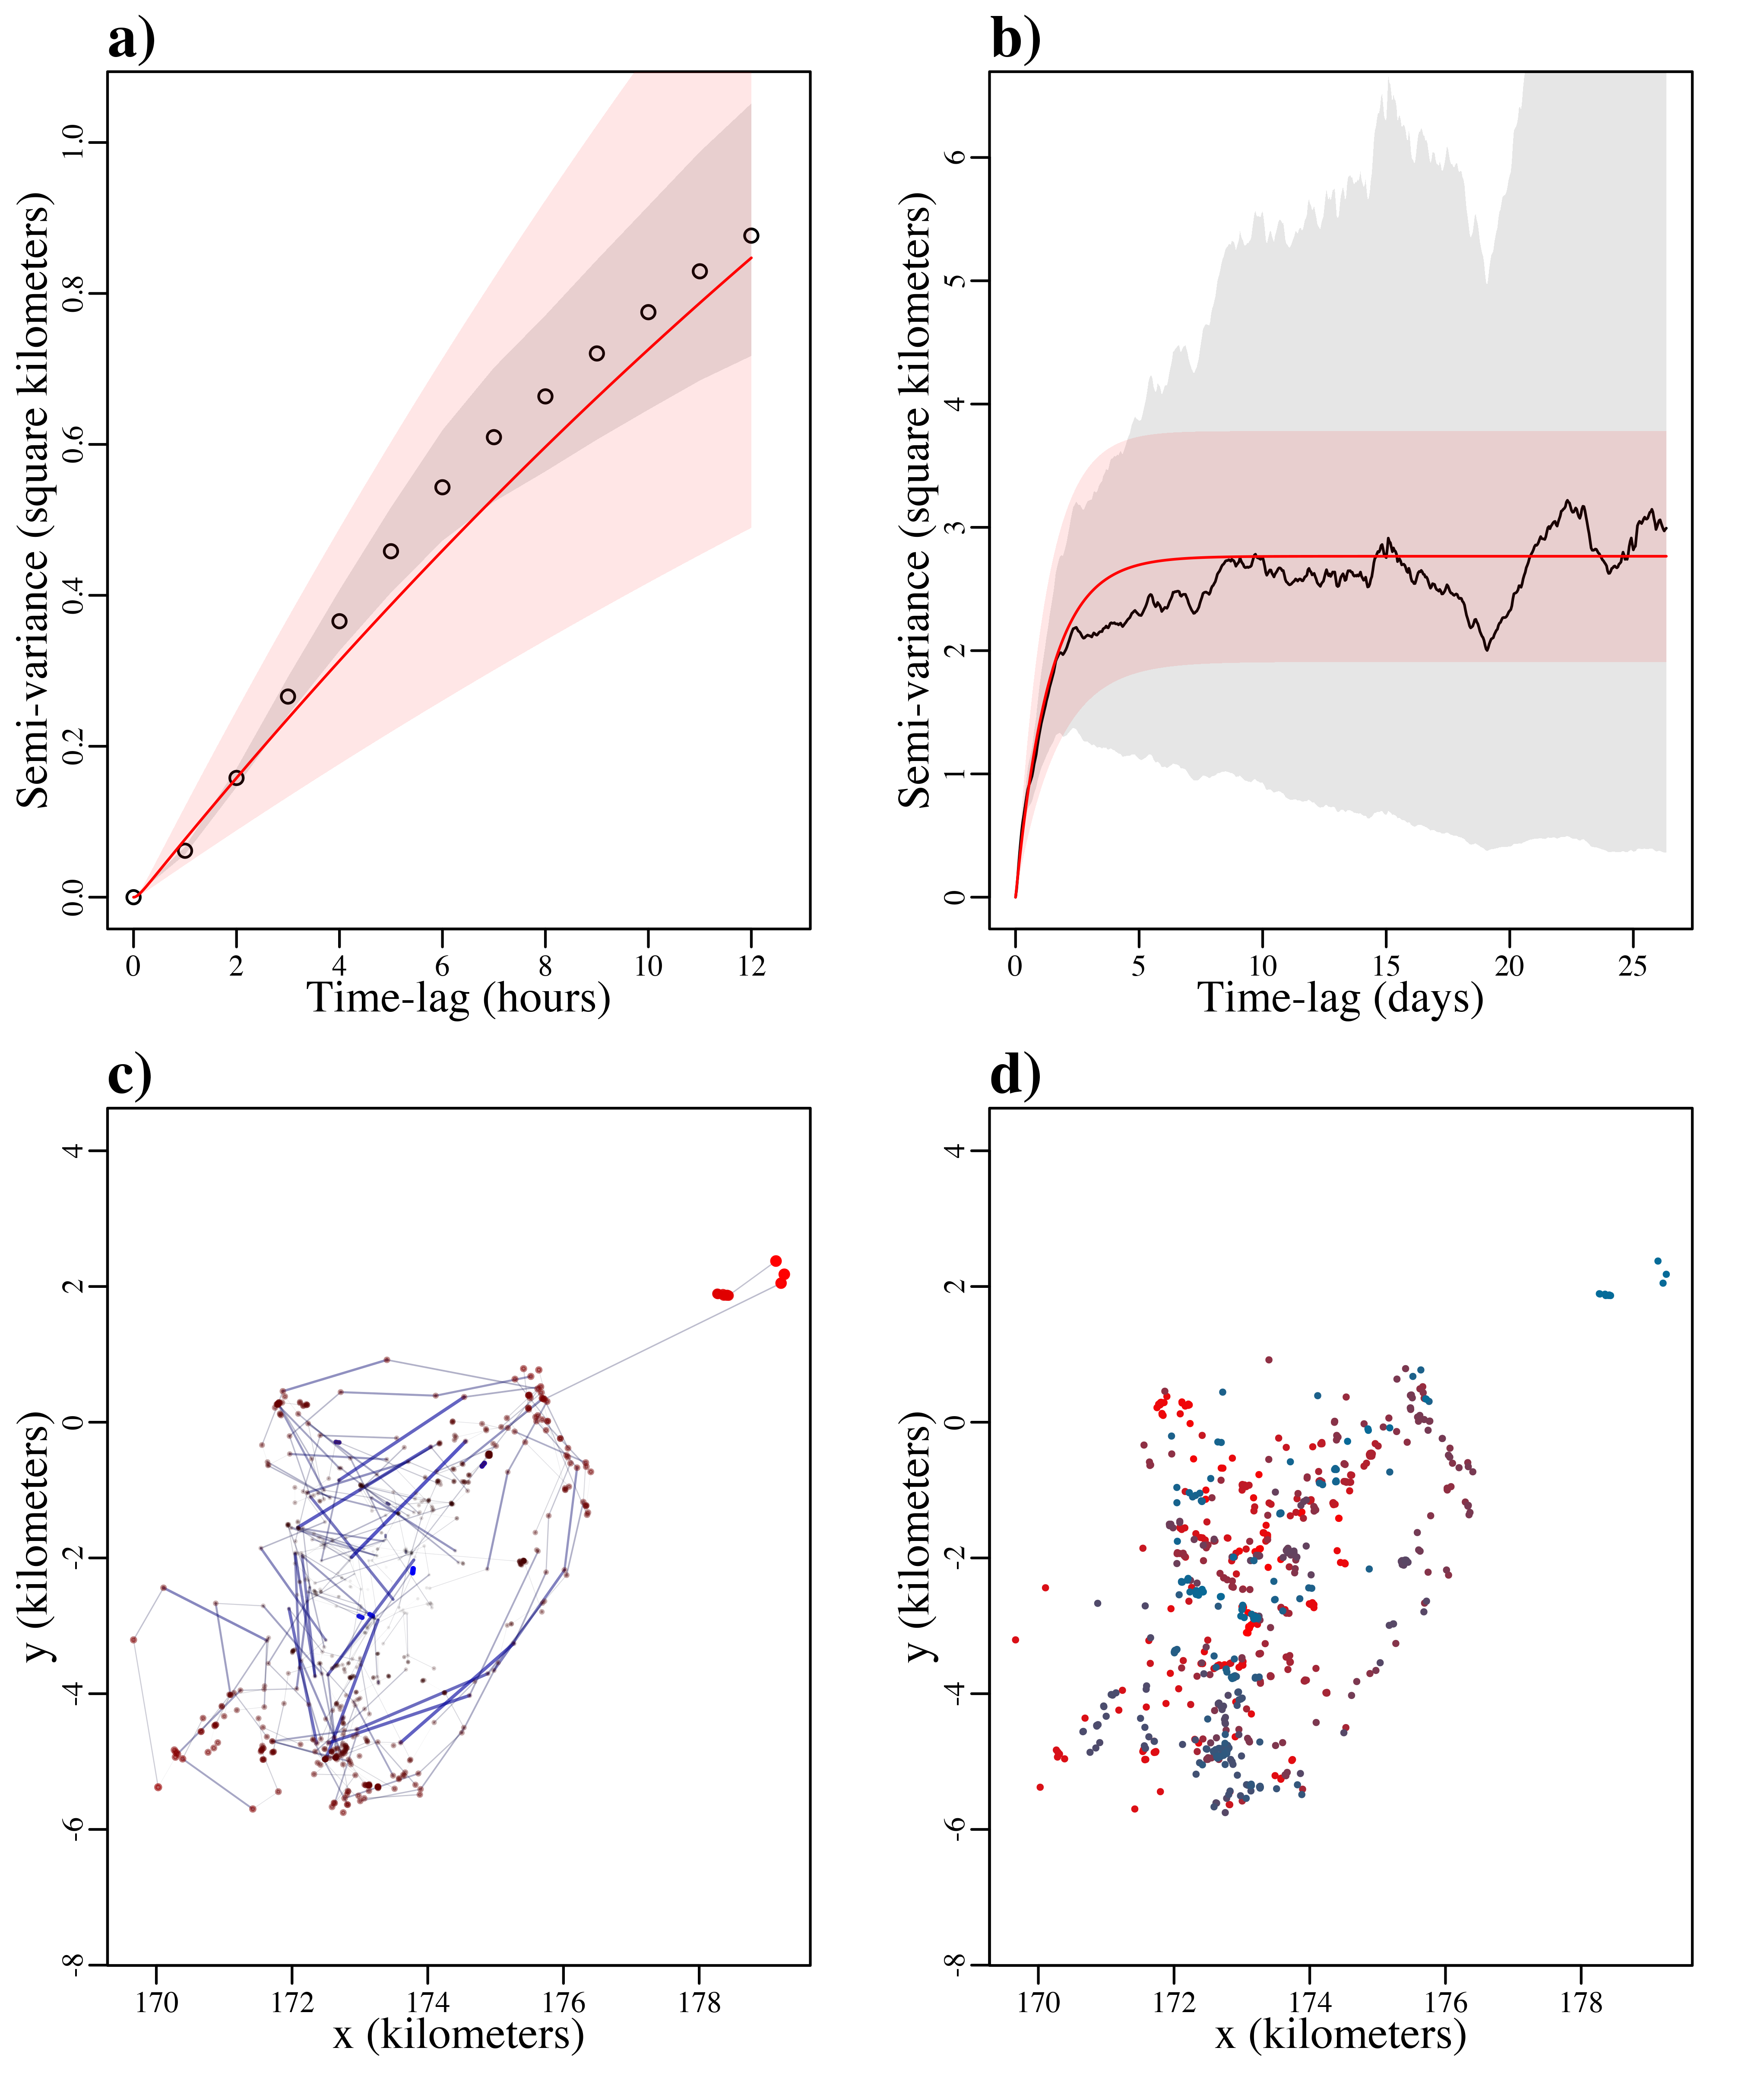 a)
Semi-variance (square kilometers)
1.0
0.8
0.6
0.4
0.2
0.0
0 2 4 6 8 10 12
Time-lag (hours)
b)
Semi-variance (square kilometers)
6
5
4
3
2
1
0
0 5 10 15 20 25
Time-lag (days)
c)
y (kilometers)
4
2
0
-2
-4
-6
-8
170 172 174 176 178
x (kilometers)
d)
y (kilometers)
4
2
0
-2
-4
-6
-8
170 172 174 176 178
x (kilometers)